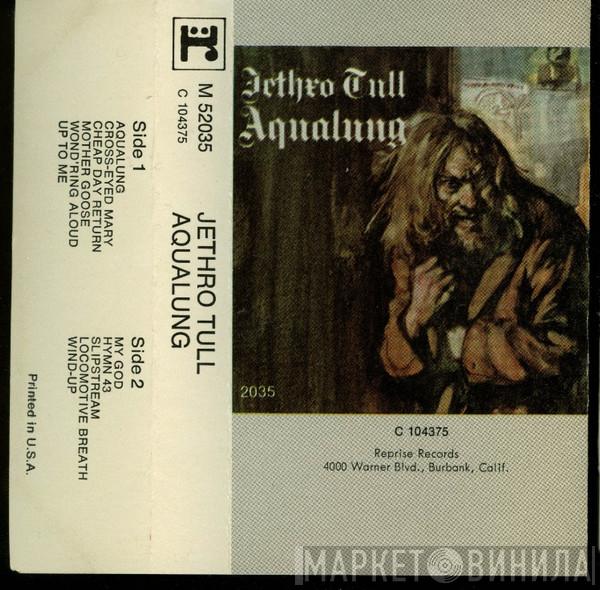 M 52035
C 104375
JETHRO TULL
AQUALUNG
Side 1
AQUALUNG
CROSS-EYED MARY
CHEAP DAY RETURN
MOTHER GOOSE
WOND'RING ALOUD
UP TO ME
Side 2
MY GOD
HYMN 43
SLIPSTREAM
LOCOMOTIVE BREATH
WIND-UP
Printed in U.S.A.
Jethro Tull
Aqualung
2035
C 104375
Reprise Records
4000 Warner Blvd., Burbank, Calif.
МАРКЕТ ВИНИЛА